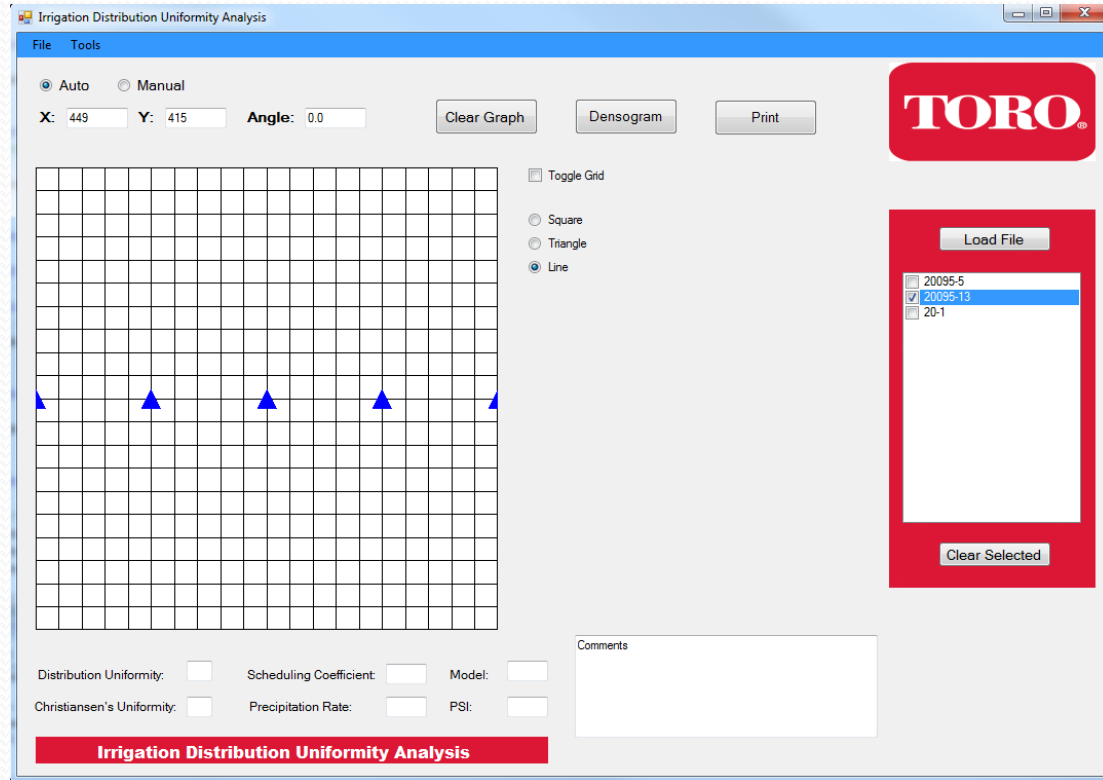 Irrigation Distribution Uniformity Analysis
File Tools
Auto Manual
X: 449 Y: 415 Angle: 0.0
Clear Graph Densogram Print
TORO®
Toggle Grid
Square
Triangle
Line
Load File
20095-5
20095-13
20-1
Clear Selected
Comments
Distribution Uniformity: Scheduling Coefficient: Model:
Christiansen's Uniformity: Precipitation Rate: PSI:
Irrigation Distribution Uniformity Analysis